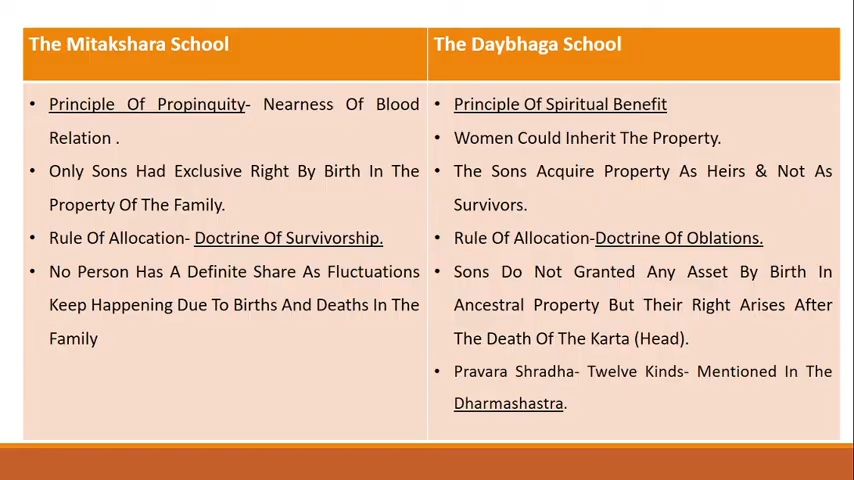 The Mitakshara School
The Daybhaga School
• Principle Of Propinquity- Nearness Of Blood
Relation .
• Only Sons Had Exclusive Right By Birth In The
Property Of The Family.
• Rule Of Allocation- Doctrine Of Survivorship.
• No Person Has A Definite Share As Fluctuations
Keep Happening Due To Births And Deaths In The
Family
• Principle Of Spiritual Benefit
• Women Could Inherit The Property.
• The Sons Acquire Property As Heirs & Not As
Survivors.
• Rule Of Allocation-Doctrine Of Oblations.
• Sons Do Not Granted Any Asset By Birth In
Ancestral Property But Their Right Arises After
The Death Of The Karta (Head).
• Pravara Shradha- Twelve Kinds- Mentioned In The
Dharmashastra.